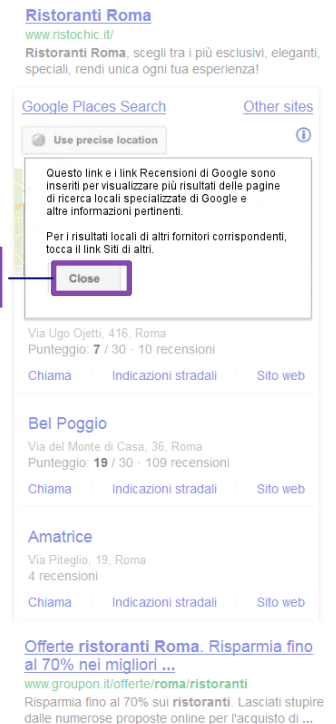 Ristoranti Roma
www.ristochic.it/
Ristoranti Roma, scegli tra i più esclusivi, eleganti,
speciali, rendi unica ogni tua esperienza!
Google Places Search Other sites
Use precise location
Questo link e i link Recensioni di Google sono
inseriti per visualizzare più risultati delle pagine
di ricerca locali specializzate di Google e
altre informazioni pertinenti.
Per i risultati locali di altri fornitori corrispondenti,
tocca il link Siti di altri.
Close
Via Ugo Ojetti, 416, Roma
Punteggio: 7 / 30 - 10 recensioni
Chiama Indicazioni stradali Sito web
Bel Poggio
Via del Monte di Casa, 36, Roma
Punteggio: 19 / 30 - 109 recensioni
Chiama Indicazioni stradali Sito web
Amatrice
Via Piteglio, 19, Roma
4 recensioni
Chiama Indicazioni stradali Sito web
Offerte ristoranti Roma. Risparmia fino
al 70% nei migliori ...
www.groupon.it/offerte/roma/ristoranti
Risparmia fino al 70% sui ristoranti. Lasciati stupire
dalle numerose proposte online per l'acquisto di ...